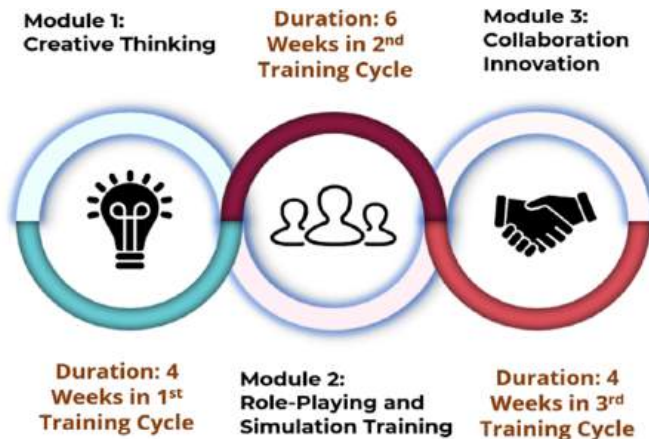 Module 1:
Creative Thinking
Duration: 6
Weeks in 2nd
Training Cycle
Module 3:
Collaboration
Innovation
Duration: 4
Weeks in 1st
Training Cycle
Module 2:
Role-Playing and
Simulation Training
Duration: 4
Weeks in 3rd
Training Cycle